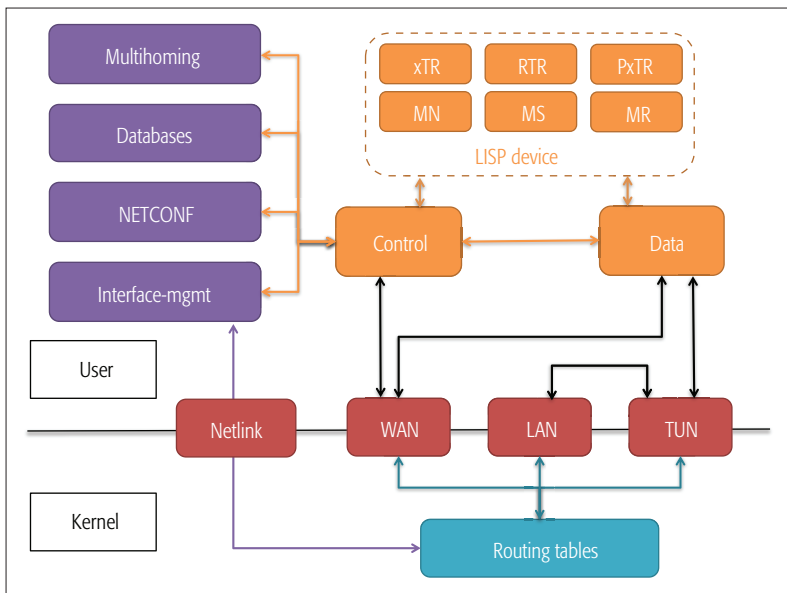 Multihoming
Databases
NETCONF
Interface-mgmt
xTR
RTR
PxTR
MN
MS
MR
LISP device
Control
Data
User
Netlink
WAN
LAN
TUN
Kernel
Routing tables